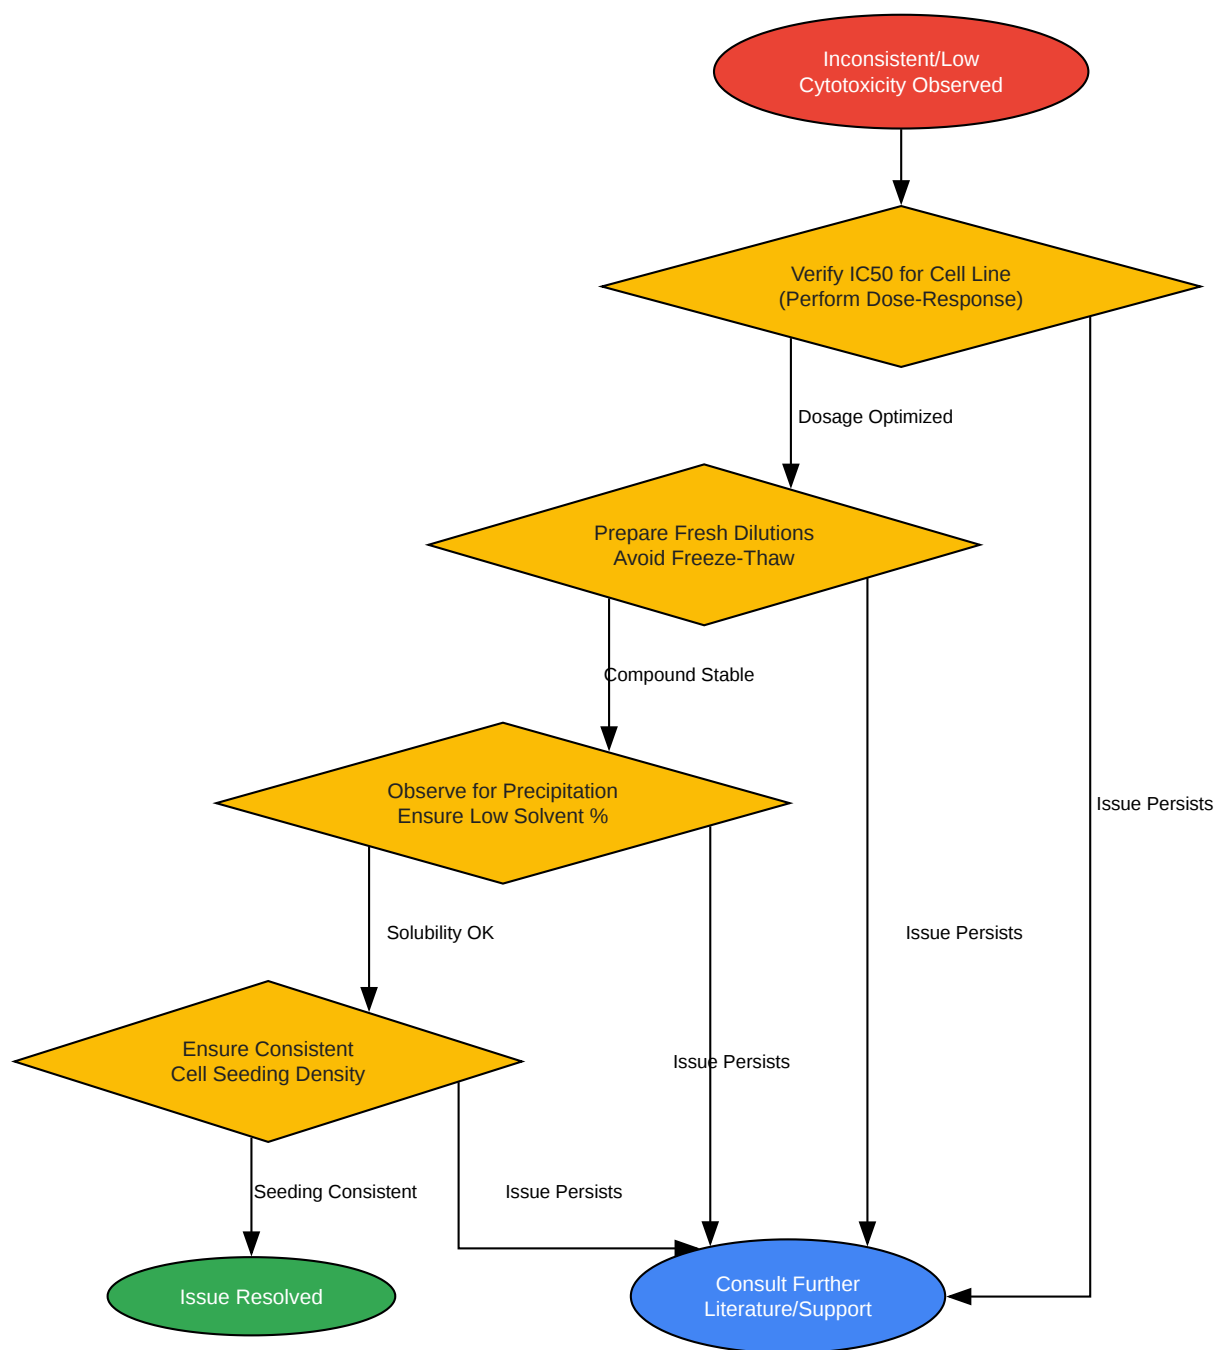 Inconsistent/Low
Cytotoxicity Observed
Verify IC50 for Cell Line
(Perform Dose-Response)
Dosage Optimized
Prepare Fresh Dilutions
Avoid Freeze-Thaw
Compound Stable
Observe for Precipitation
Ensure Low Solvent %
Issue Persists
Solubility OK
Issue Persists
Ensure Consistent
Cell Seeding Density
Issue Persists
Seeding Consistent
Issue Persists
Issue Resolved
Consult Further
Literature/Support